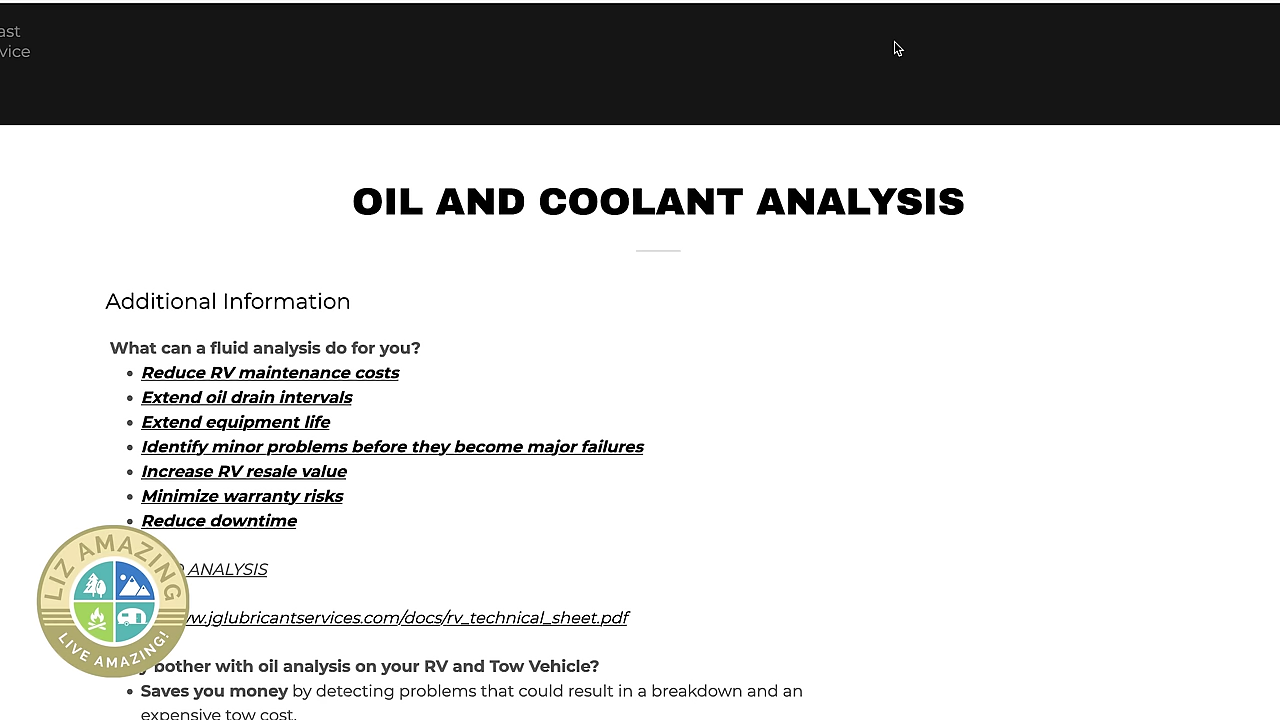 ast
vice
OIL AND COOLANT ANALYSIS
Additional Information
What can a fluid analysis do for you?
Reduce RV maintenance costs
Extend oil drain intervals
Extend equipment life
Identify minor problems before they become major failures
Increase RV resale value
Minimize warranty risks
Reduce downtime
ANALYSIS
w.jglubricantservices.com/docs/rv_technical_sheet.pdf
bother with oil analysis on your RV and Tow Vehicle?
Saves you money by detecting problems that could result in a breakdown and an
expensive tow cost.
LIZ AMAZING
LIVE AMAZING!